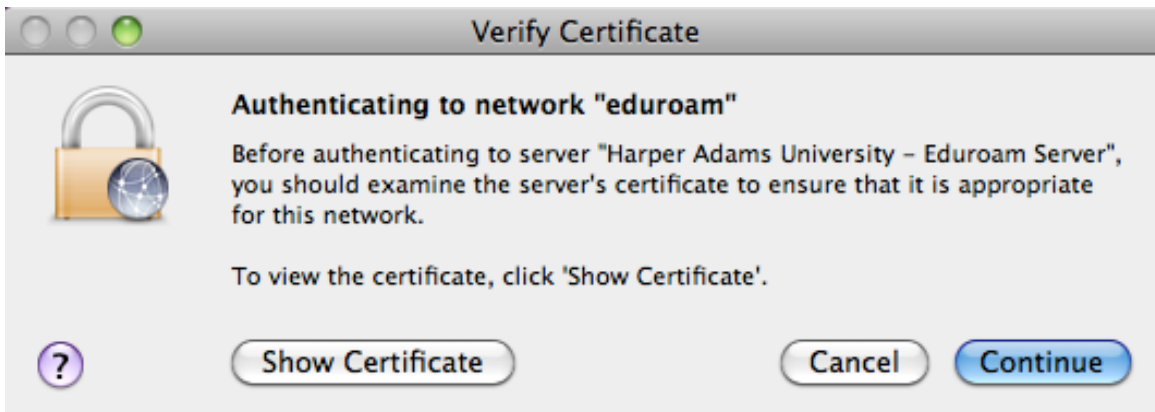 Verify Certificate
Authenticating to network "eduroam"
Before authenticating to server "Harper Adams University – Eduroam Server",
you should examine the server's certificate to ensure that it is appropriate
for this network.
To view the certificate, click 'Show Certificate'.
?
Show Certificate
Cancel
Continue